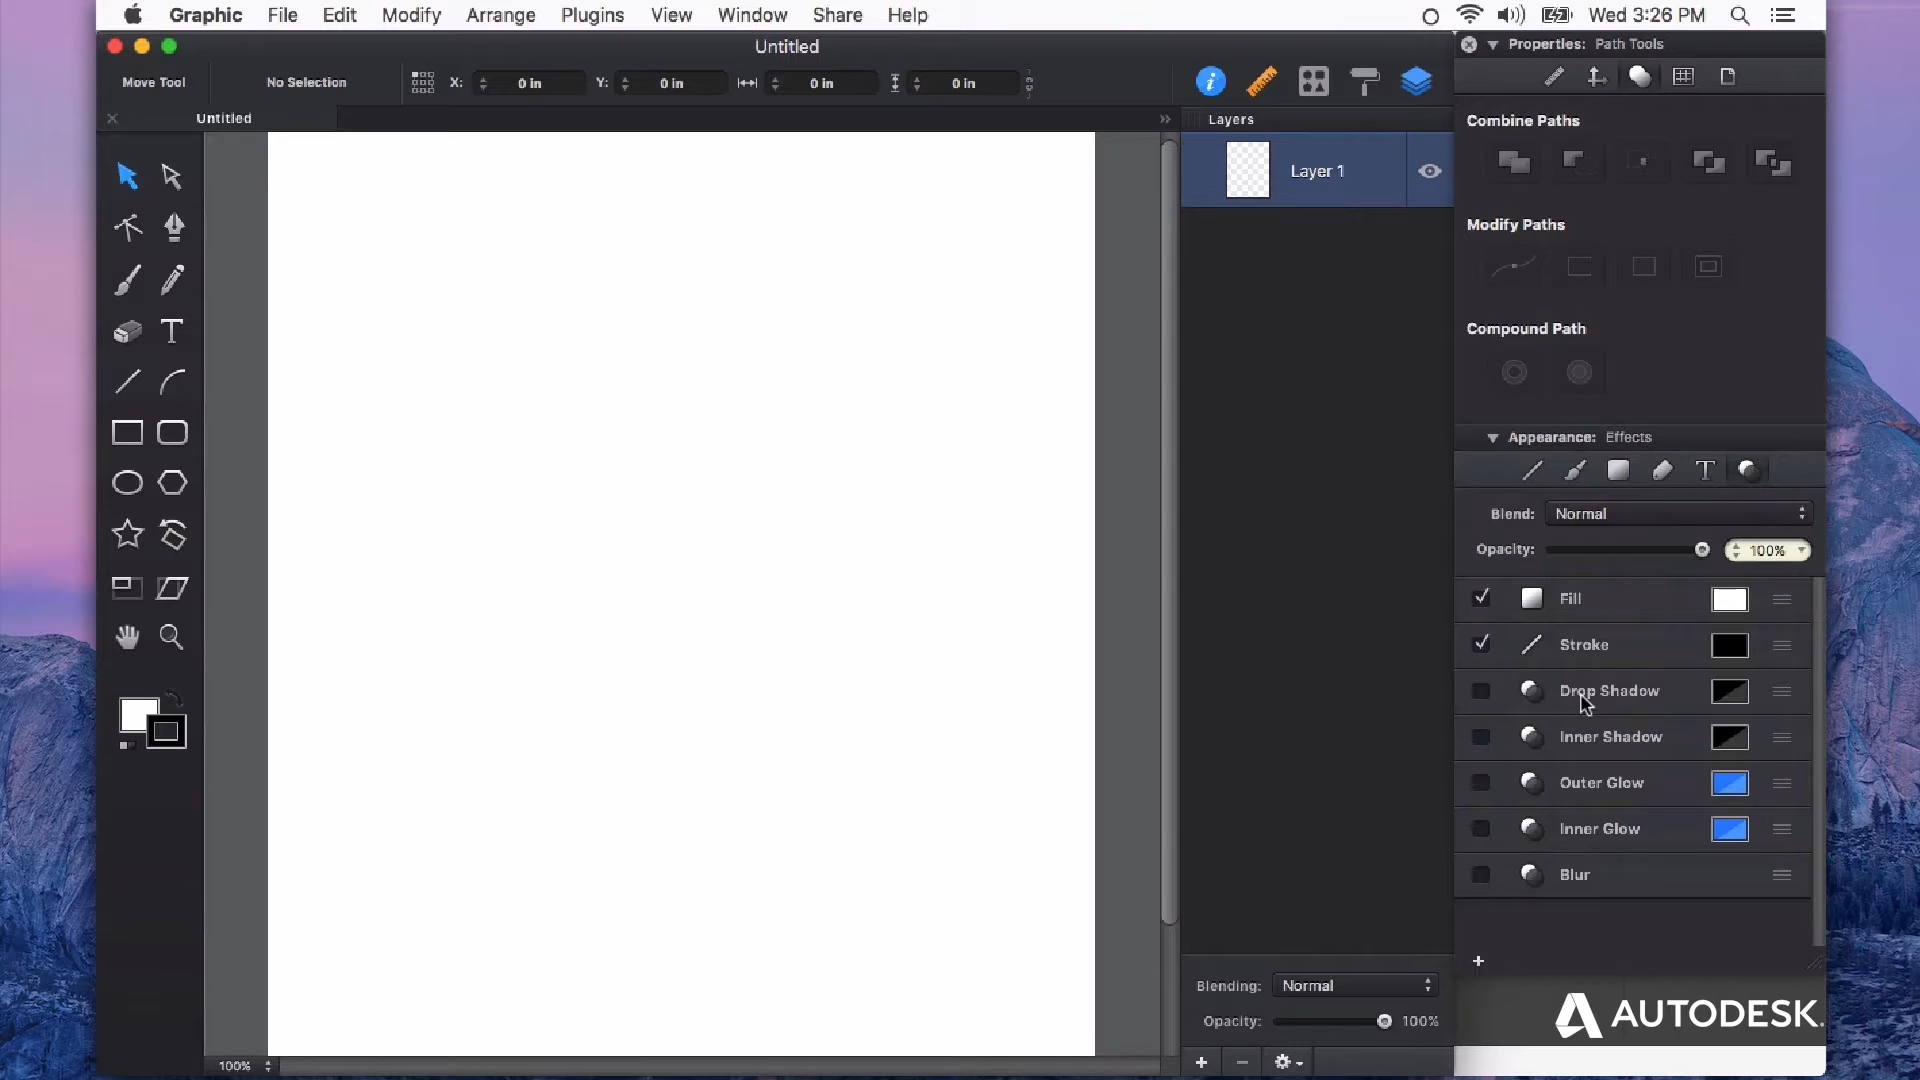 Graphic File Edit Modify Arrange Plugins View Window Share Help Wed 3:26 PM
Untitled
Properties: Path Tools
Move Tool No Selection X: 0 in Y: 0 in 0 in 0 in
Untitled
Layers
Layer 1
Combine Paths
Modify Paths
Compound Path
Appearance: Effects
T
Blend: Normal
Opacity: 100%
Fill
Stroke
Drop Shadow
Inner Shadow
Outer Glow
Inner Glow
Blur
Blending: Normal
Opacity: 100%
100%
AUTODESK.